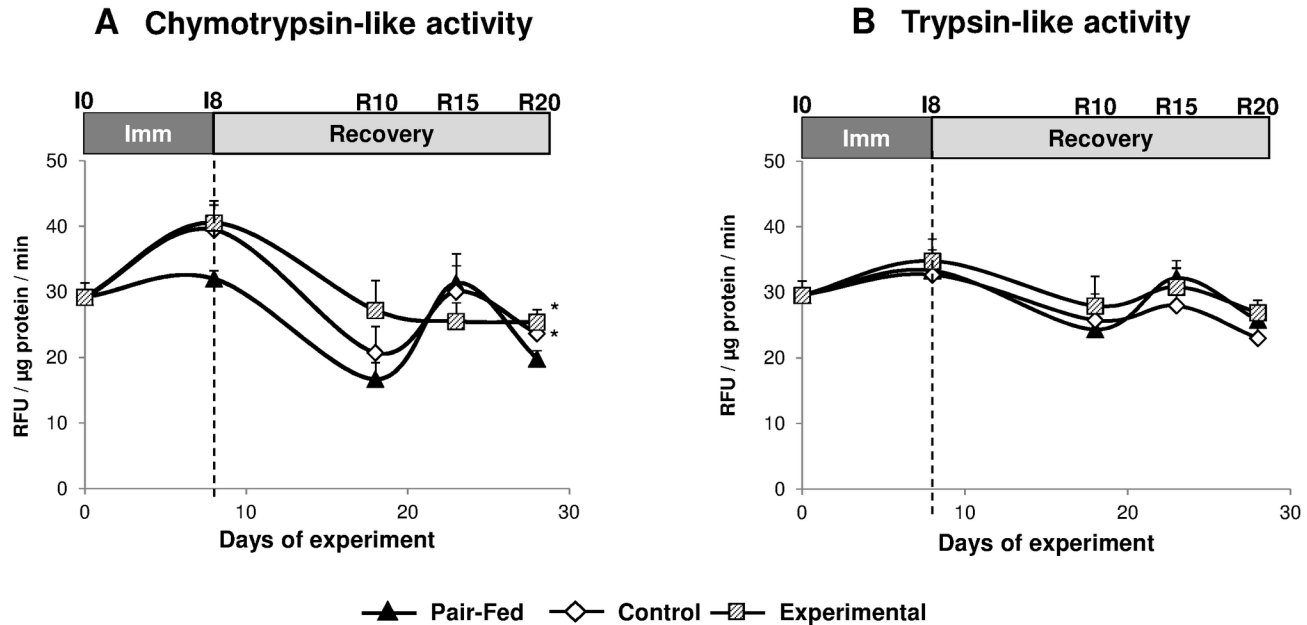 A Chymotrypsin-like activity
I0 I8 R10 R15 R20
Imm Recovery
50
40
30
20
10
0
RFU / µg protein / min
*
*
0 10 20 30
Days of experiment
B Trypsin-like activity
I0 I8 R10 R15 R20
Imm Recovery
50
40
30
20
10
0
RFU / µg protein / min
0 10 20 30
Days of experiment
Pair-Fed Control Experimental